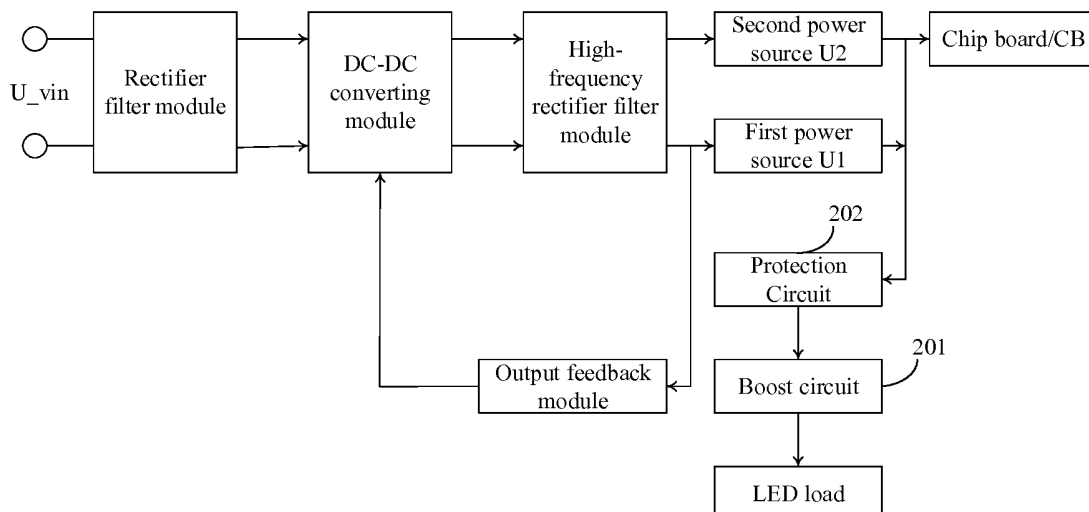 U_vin
Rectifier
filter module
DC-DC
converting
module
High-
frequency
rectifier filter
module
Second power
source U2
Chip board/CB
First power
source U1
202
Protection
Circuit
201
Output feedback
module
Boost circuit
LED load